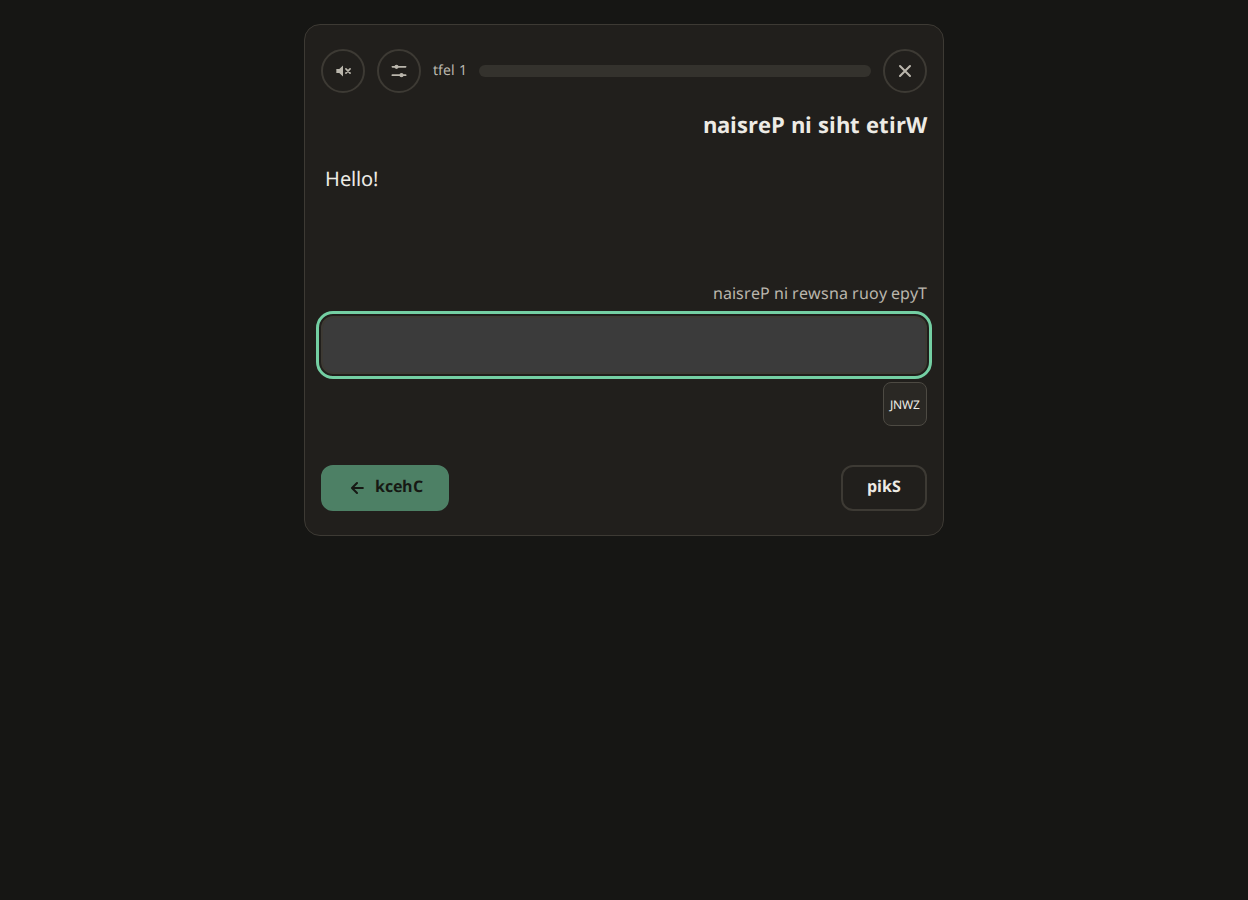 tfel 1
naisreP ni siht etirW
Hello!
naisreP ni rewsna ruoy epyT
JNWZ
kcehC
pikS